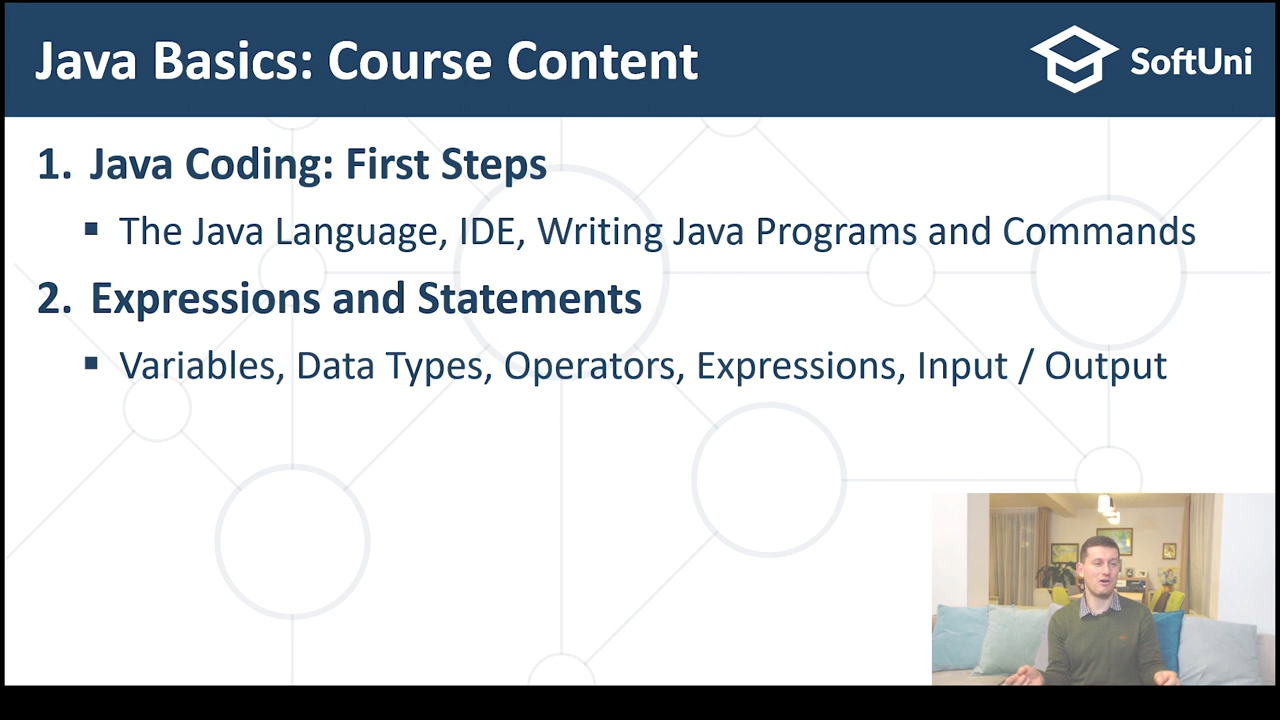 Java Basics: Course Content
SoftUni
1. Java Coding: First Steps
▪ The Java Language, IDE, Writing Java Programs and Commands
2. Expressions and Statements
▪ Variables, Data Types, Operators, Expressions, Input / Output